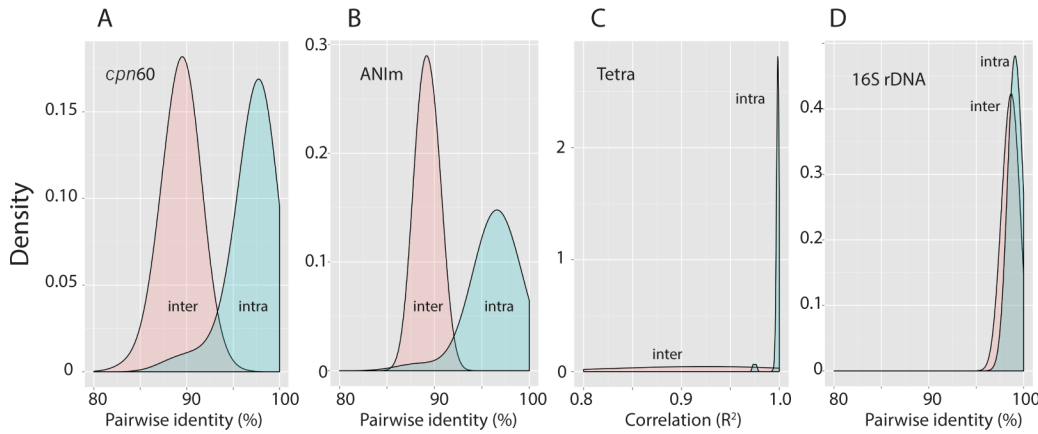 A
B
C
D
Density
cpn60
inter
intra
0.15
0.10
0.05
0
80
90
100
Pairwise identity (%)
ANIm
inter
intra
0.3
0.2
0.1
0
80
90
100
Pairwise identity (%)
Tetra
intra
inter
2
1
0
0.8
0.9
1.0
Correlation (R²)
16S rDNA
intra
inter
0.4
0.3
0.2
0.1
0
80
90
100
Pairwise identity (%)